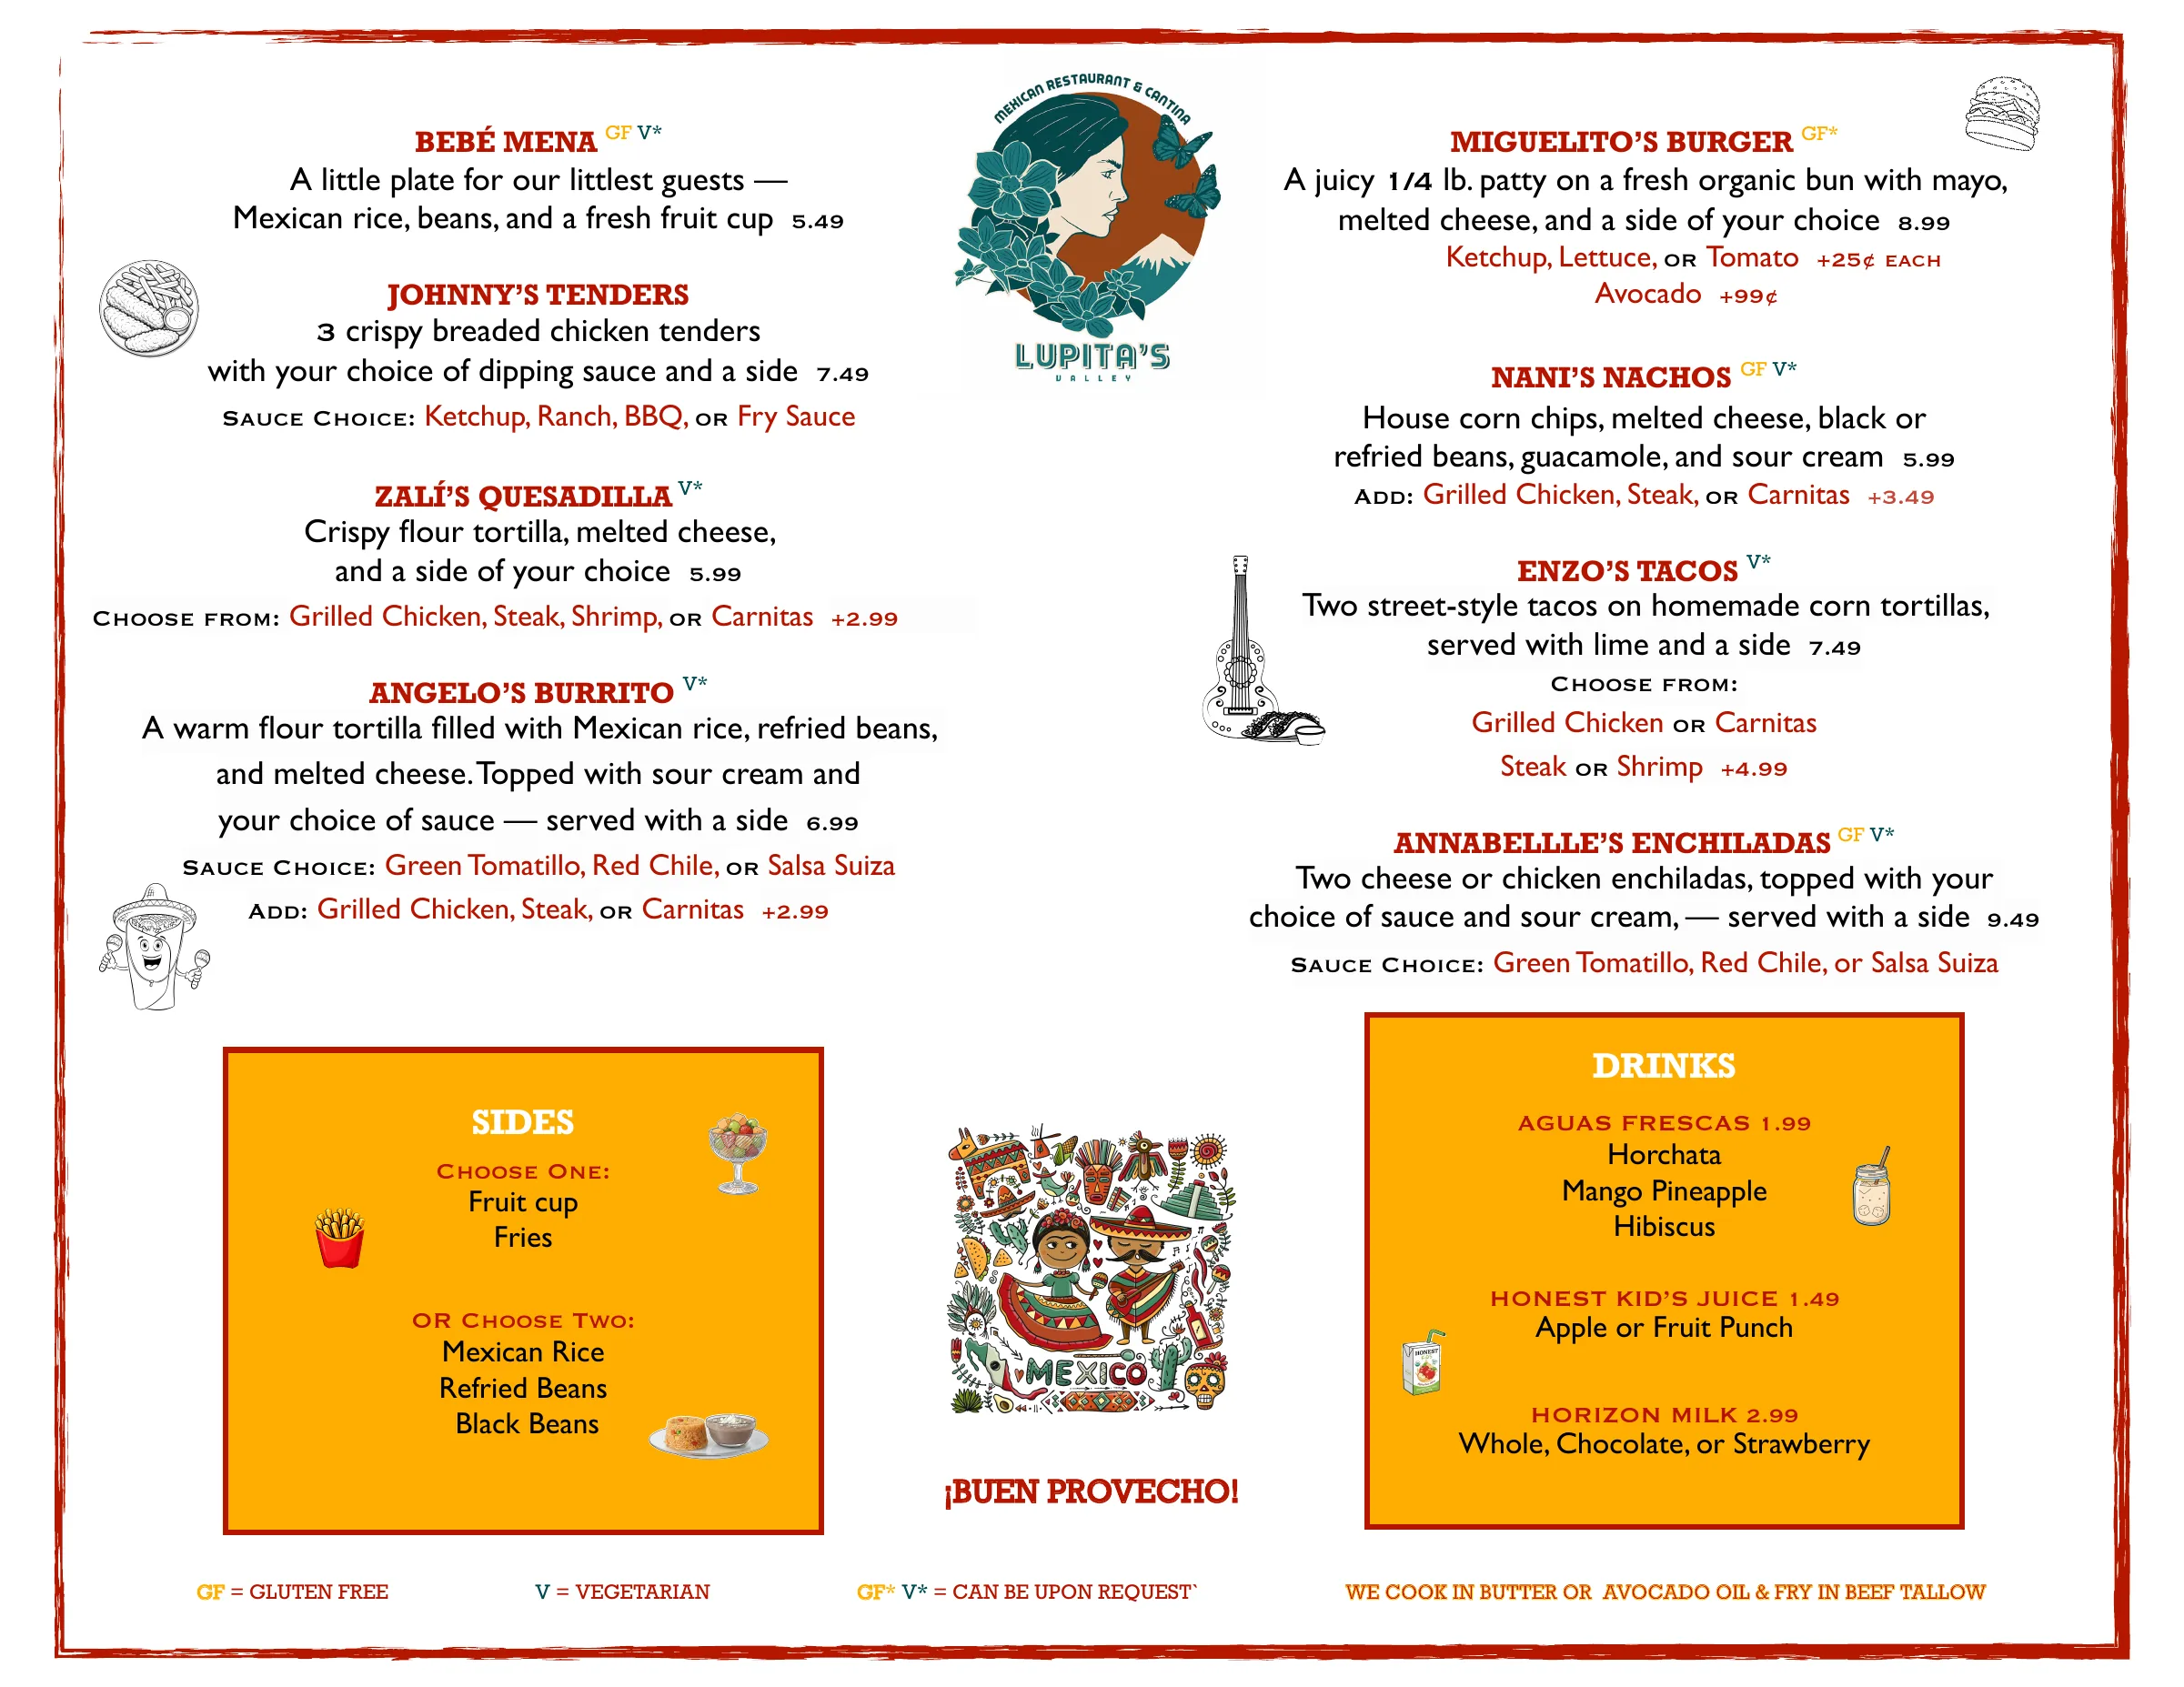 MEXICAN RESTAURANT & CANTINA
LUPITA'S
VALLEY
BEBÉ MENA GF V*
A little plate for our littlest guests —
Mexican rice, beans, and a fresh fruit cup 5.49
JOHNNY'S TENDERS
3 crispy breaded chicken tenders
with your choice of dipping sauce and a side 7.49
SAUCE CHOICE: Ketchup, Ranch, BBQ, OR Fry Sauce
ZALÍ'S QUESADILLA V*
Crispy flour tortilla, melted cheese,
and a side of your choice 5.99
CHOOSE FROM: Grilled Chicken, Steak, Shrimp, OR Carnitas +2.99
ANGELO'S BURRITO V*
A warm flour tortilla filled with Mexican rice, refried beans,
and melted cheese. Topped with sour cream and
your choice of sauce — served with a side 6.99
SAUCE CHOICE: Green Tomatillo, Red Chile, OR Salsa Suiza
ADD: Grilled Chicken, Steak, OR Carnitas +2.99
MIGUELITO'S BURGER GF*
A juicy 1/4 lb. patty on a fresh organic bun with mayo,
melted cheese, and a side of your choice 8.99
Ketchup, Lettuce, OR Tomato +25¢ EACH
Avocado +99¢
NANI'S NACHOS GF V*
House corn chips, melted cheese, black or
refried beans, guacamole, and sour cream 5.99
ADD: Grilled Chicken, Steak, OR Carnitas +3.49
ENZO'S TACOS V*
Two street-style tacos on homemade corn tortillas,
served with lime and a side 7.49
CHOOSE FROM:
Grilled Chicken OR Carnitas
Steak OR Shrimp +4.99
ANNABELLLE'S ENCHILADAS GF V*
Two cheese or chicken enchiladas, topped with your
choice of sauce and sour cream, — served with a side 9.49
SAUCE CHOICE: Green Tomatillo, Red Chile, or Salsa Suiza
SIDES
CHOOSE ONE:
Fruit cup
Fries
OR CHOOSE TWO:
Mexican Rice
Refried Beans
Black Beans
MEXICO
¡BUEN PROVECHO!
DRINKS
AGUAS FRESCAS 1.99
Horchata
Mango Pineapple
Hibiscus
HONEST KID'S JUICE 1.49
Apple or Fruit Punch
HONEST
HORIZON MILK 2.99
Whole, Chocolate, or Strawberry
GF = GLUTEN FREE
V = VEGETARIAN
GF* V* = CAN BE UPON REQUEST`
WE COOK IN BUTTER OR AVOCADO OIL & FRY IN BEEF TALLOW